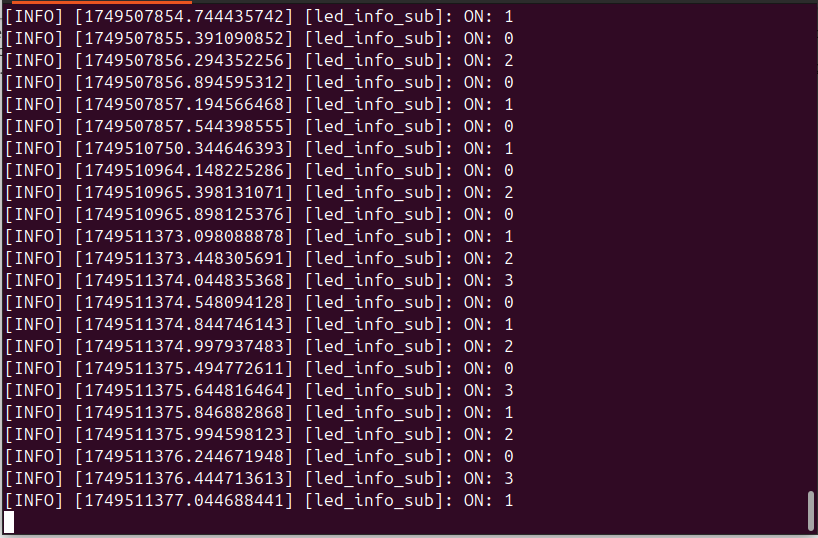 [INFO] [1749507854.744435742] [led_info_sub]: ON: 1
[INFO] [1749507855.391090852] [led_info_sub]: ON: 0
[INFO] [1749507856.294352256] [led_info_sub]: ON: 2
[INFO] [1749507856.894595312] [led_info_sub]: ON: 0
[INFO] [1749507857.194566468] [led_info_sub]: ON: 1
[INFO] [1749507857.544398555] [led_info_sub]: ON: 0
[INFO] [1749510750.344646393] [led_info_sub]: ON: 1
[INFO] [1749510964.148225286] [led_info_sub]: ON: 0
[INFO] [1749510965.398131071] [led_info_sub]: ON: 2
[INFO] [1749510965.898125376] [led_info_sub]: ON: 0
[INFO] [1749511373.098088878] [led_info_sub]: ON: 1
[INFO] [1749511373.448305691] [led_info_sub]: ON: 2
[INFO] [1749511374.044835368] [led_info_sub]: ON: 3
[INFO] [1749511374.548094128] [led_info_sub]: ON: 0
[INFO] [1749511374.844746143] [led_info_sub]: ON: 1
[INFO] [1749511374.997937483] [led_info_sub]: ON: 2
[INFO] [1749511375.494772611] [led_info_sub]: ON: 0
[INFO] [1749511375.644816464] [led_info_sub]: ON: 3
[INFO] [1749511375.846882868] [led_info_sub]: ON: 1
[INFO] [1749511375.994598123] [led_info_sub]: ON: 2
[INFO] [1749511376.244671948] [led_info_sub]: ON: 0
[INFO] [1749511376.444713613] [led_info_sub]: ON: 3
[INFO] [1749511377.044688441] [led_info_sub]: ON: 1